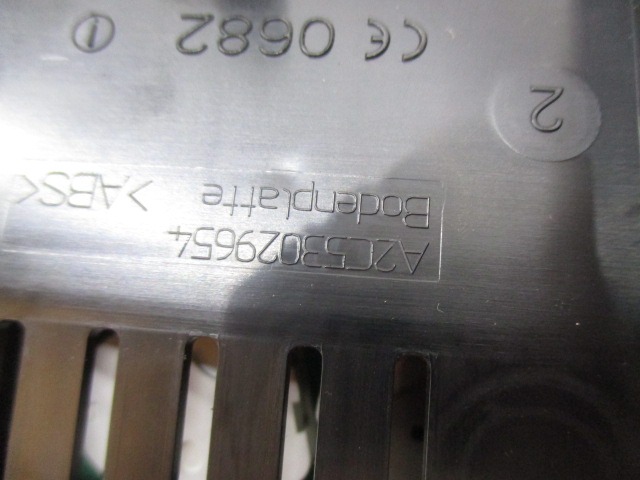 A2C53029654
Bodenplatte >ABS<
2
CE 0682 ⓘ